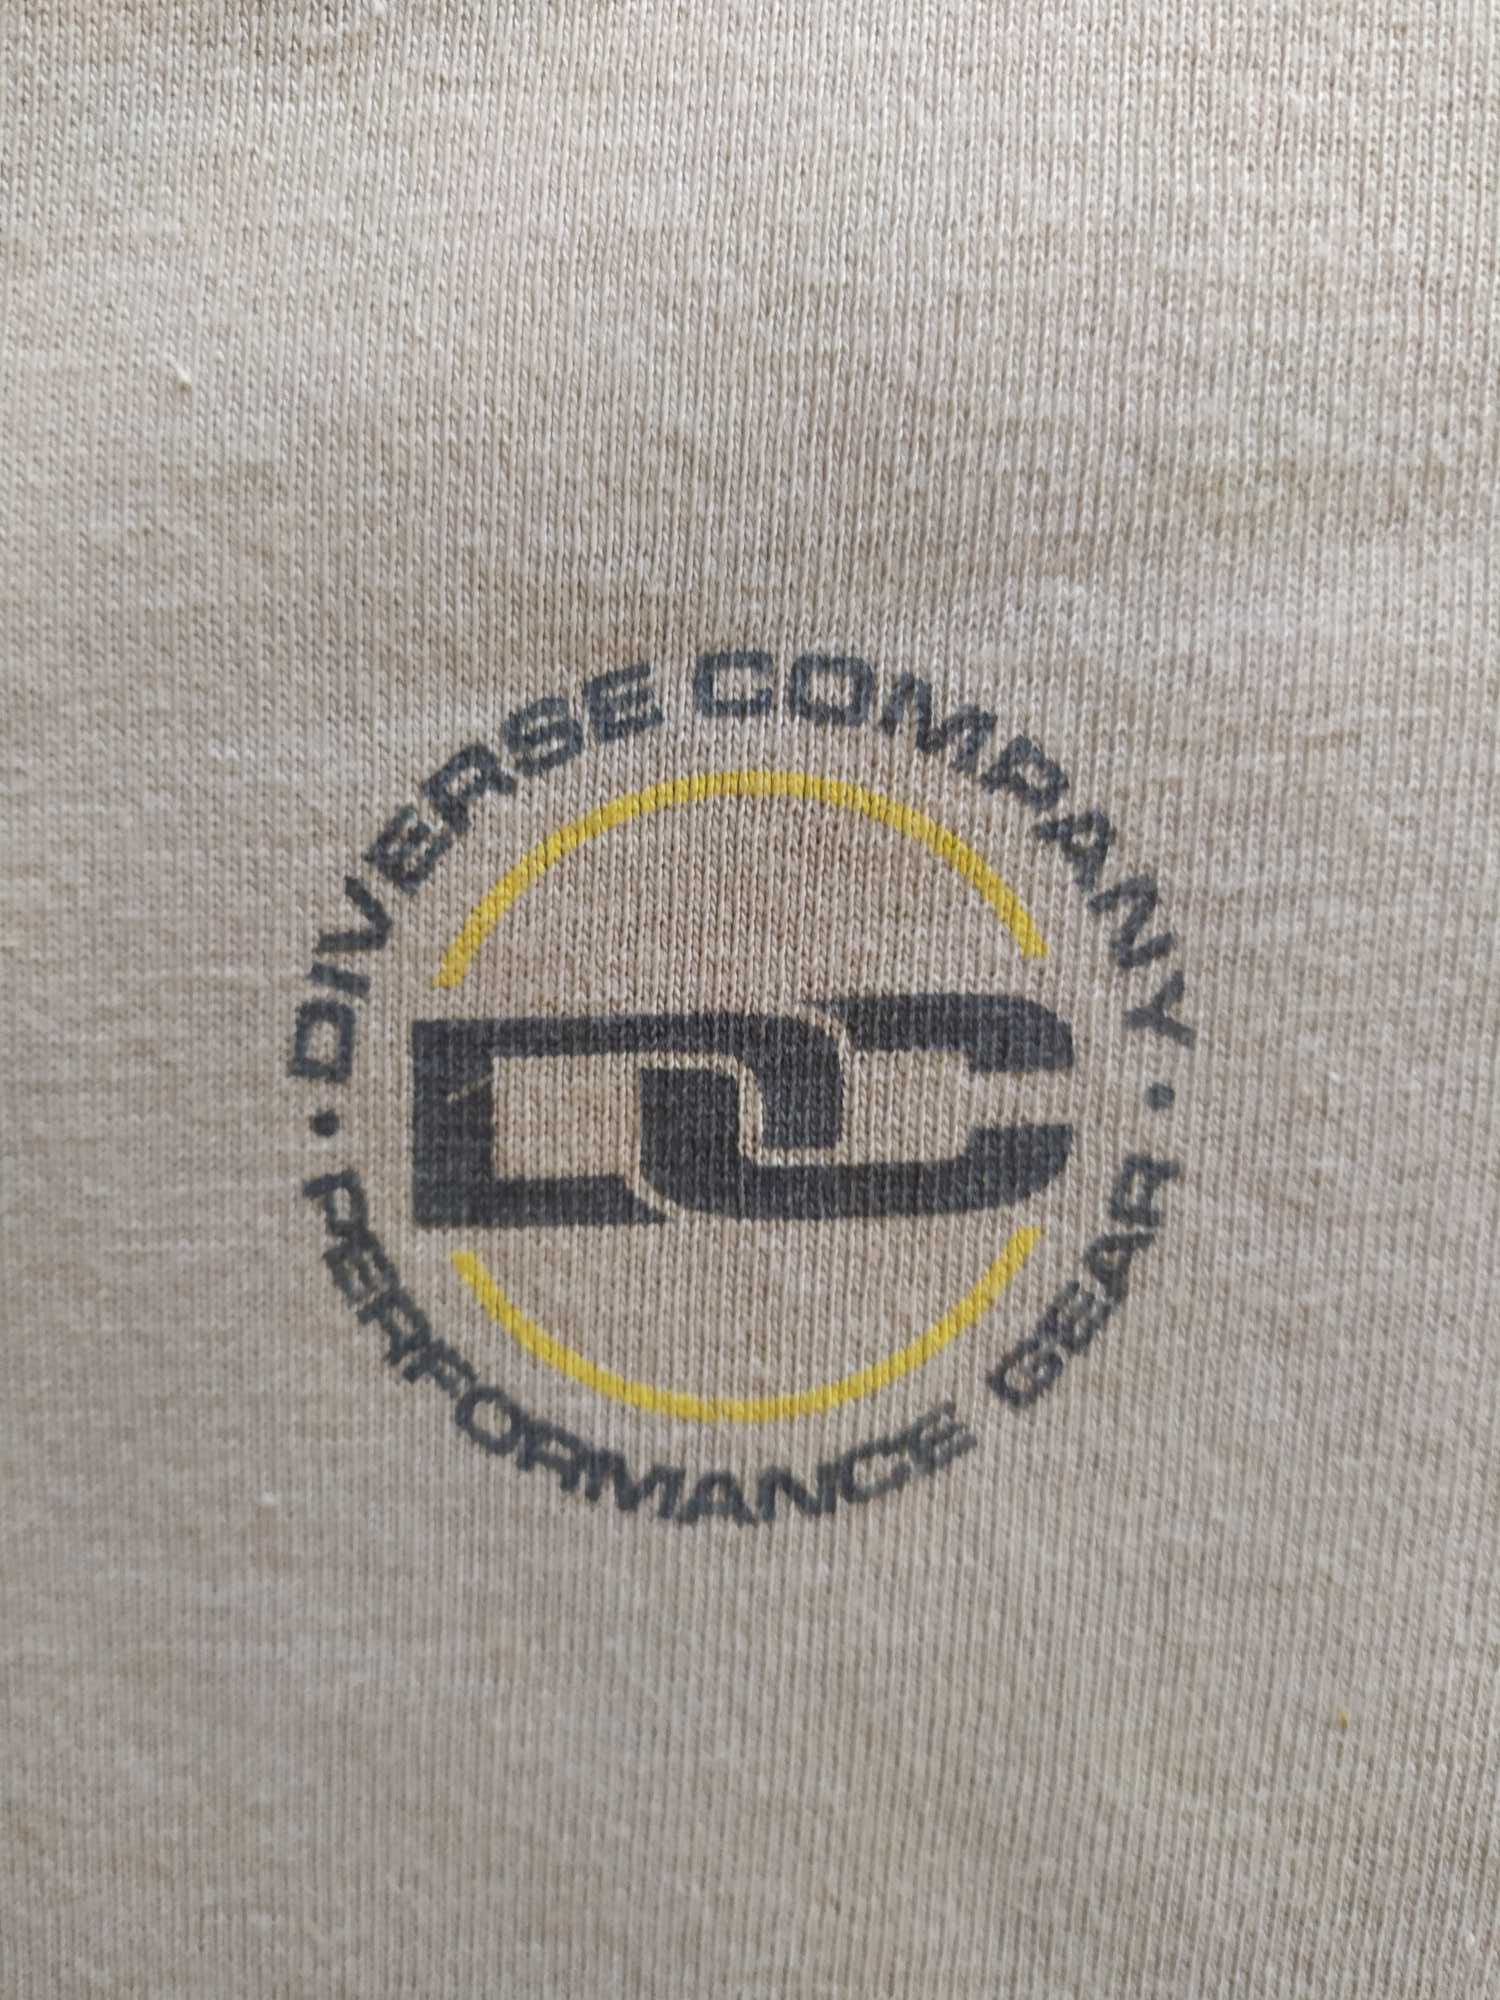 DIVERSE COMPANY
DC
• PERFORMANCE GEAR •